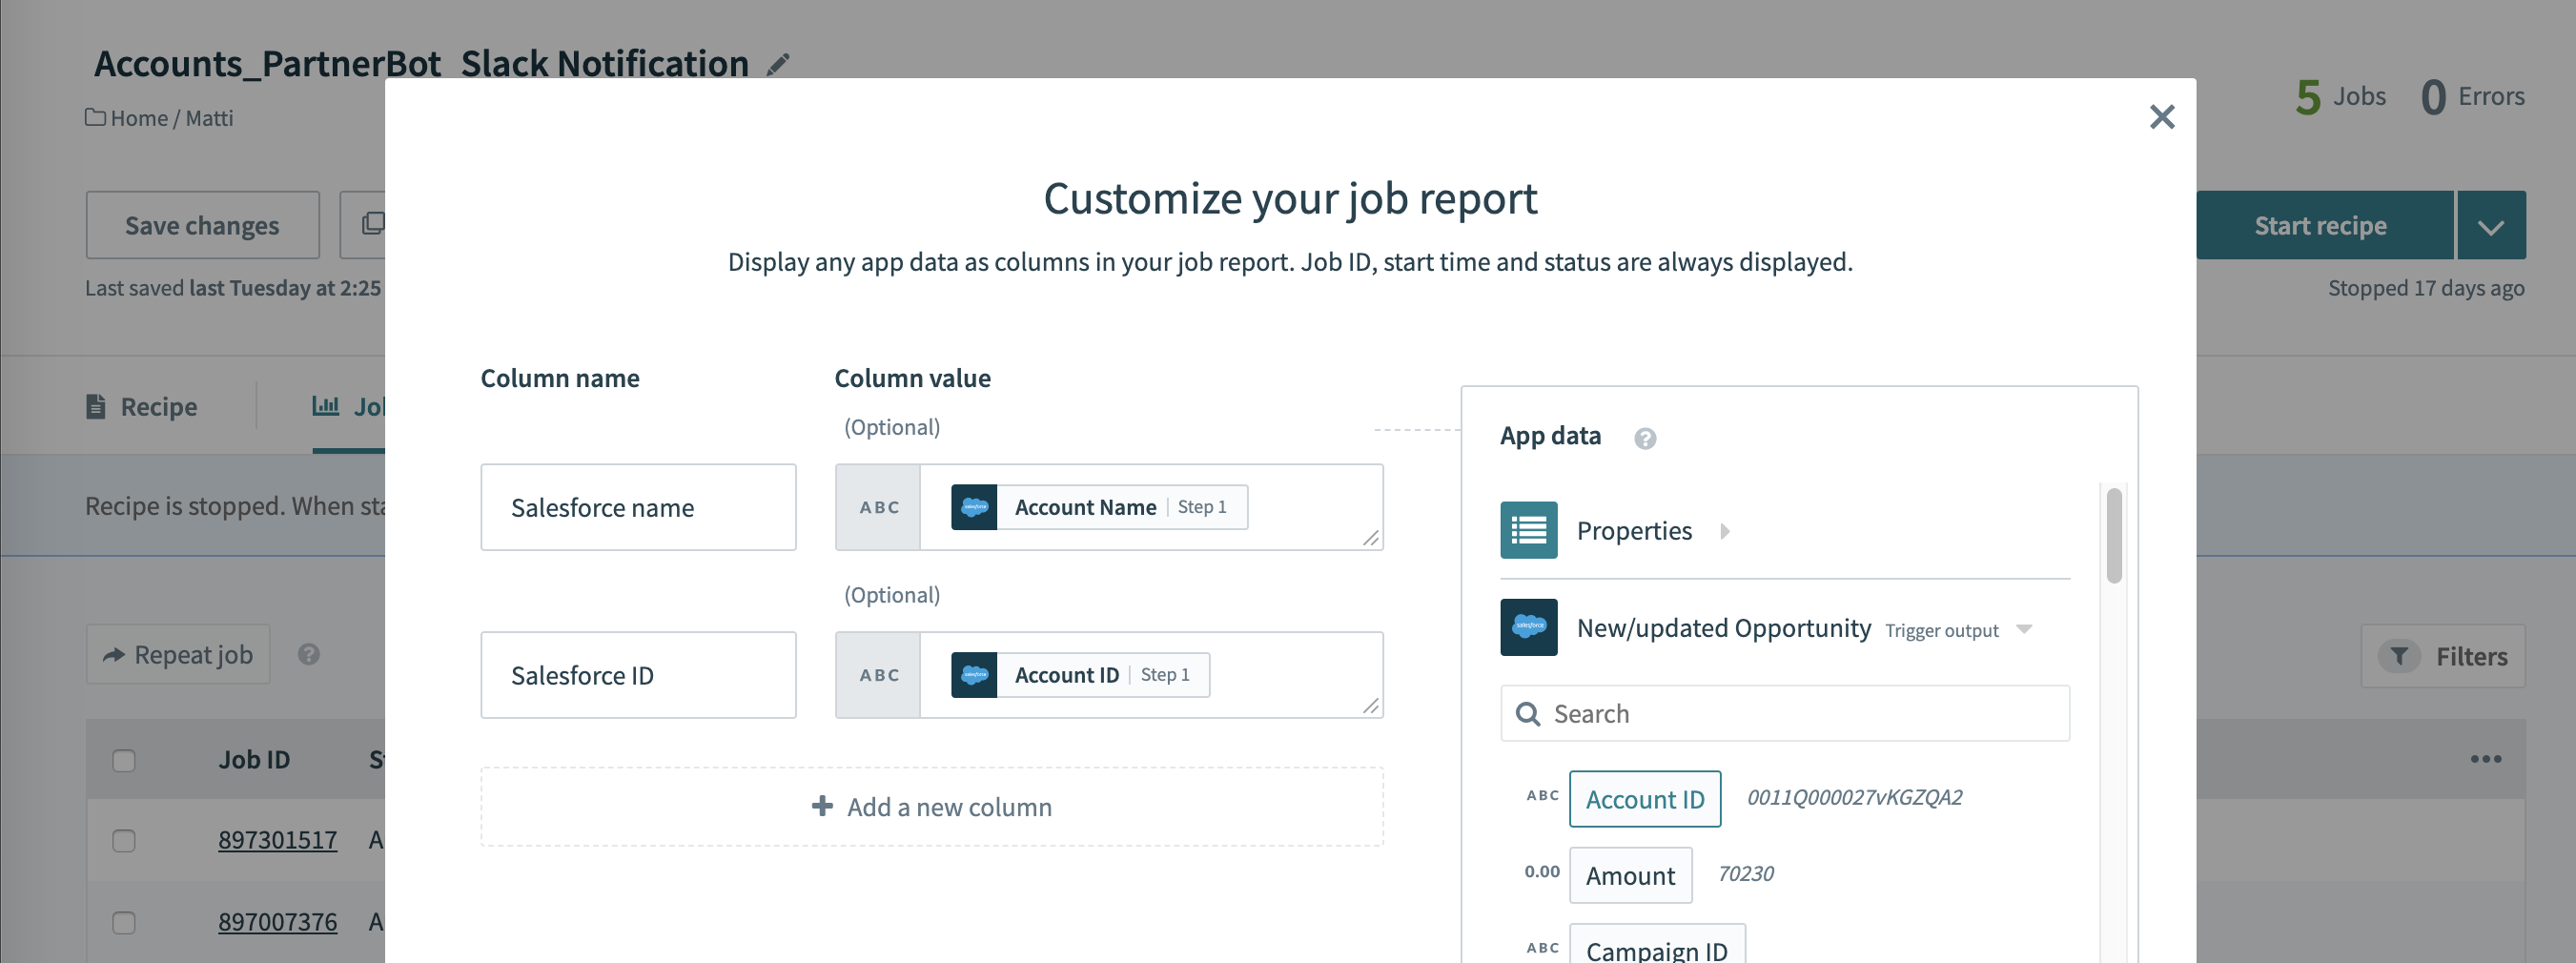 Accounts_PartnerBot Slack Notification
Home / Matti
5 Jobs 0 Errors
Save changes
Start recipe
Last saved last Tuesday at 2:25
Stopped 17 days ago
Customize your job report
Display any app data as columns in your job report. Job ID, start time and status are always displayed.
Recipe
Recipe is stopped. When
Column name
Column value
(Optional)
Salesforce name
ABC
salesforce
Account Name
Step 1
(Optional)
Salesforce ID
ABC
salesforce
Account ID
Step 1
+ Add a new column
App data
?
Properties
salesforce
New/updated Opportunity Trigger output
Search
ABC Account ID 0011Q000027vKGZQA2
0.00 Amount 70230
ABC Campaign ID
Repeat job
?
Filters
Job ID
897301517
897007376